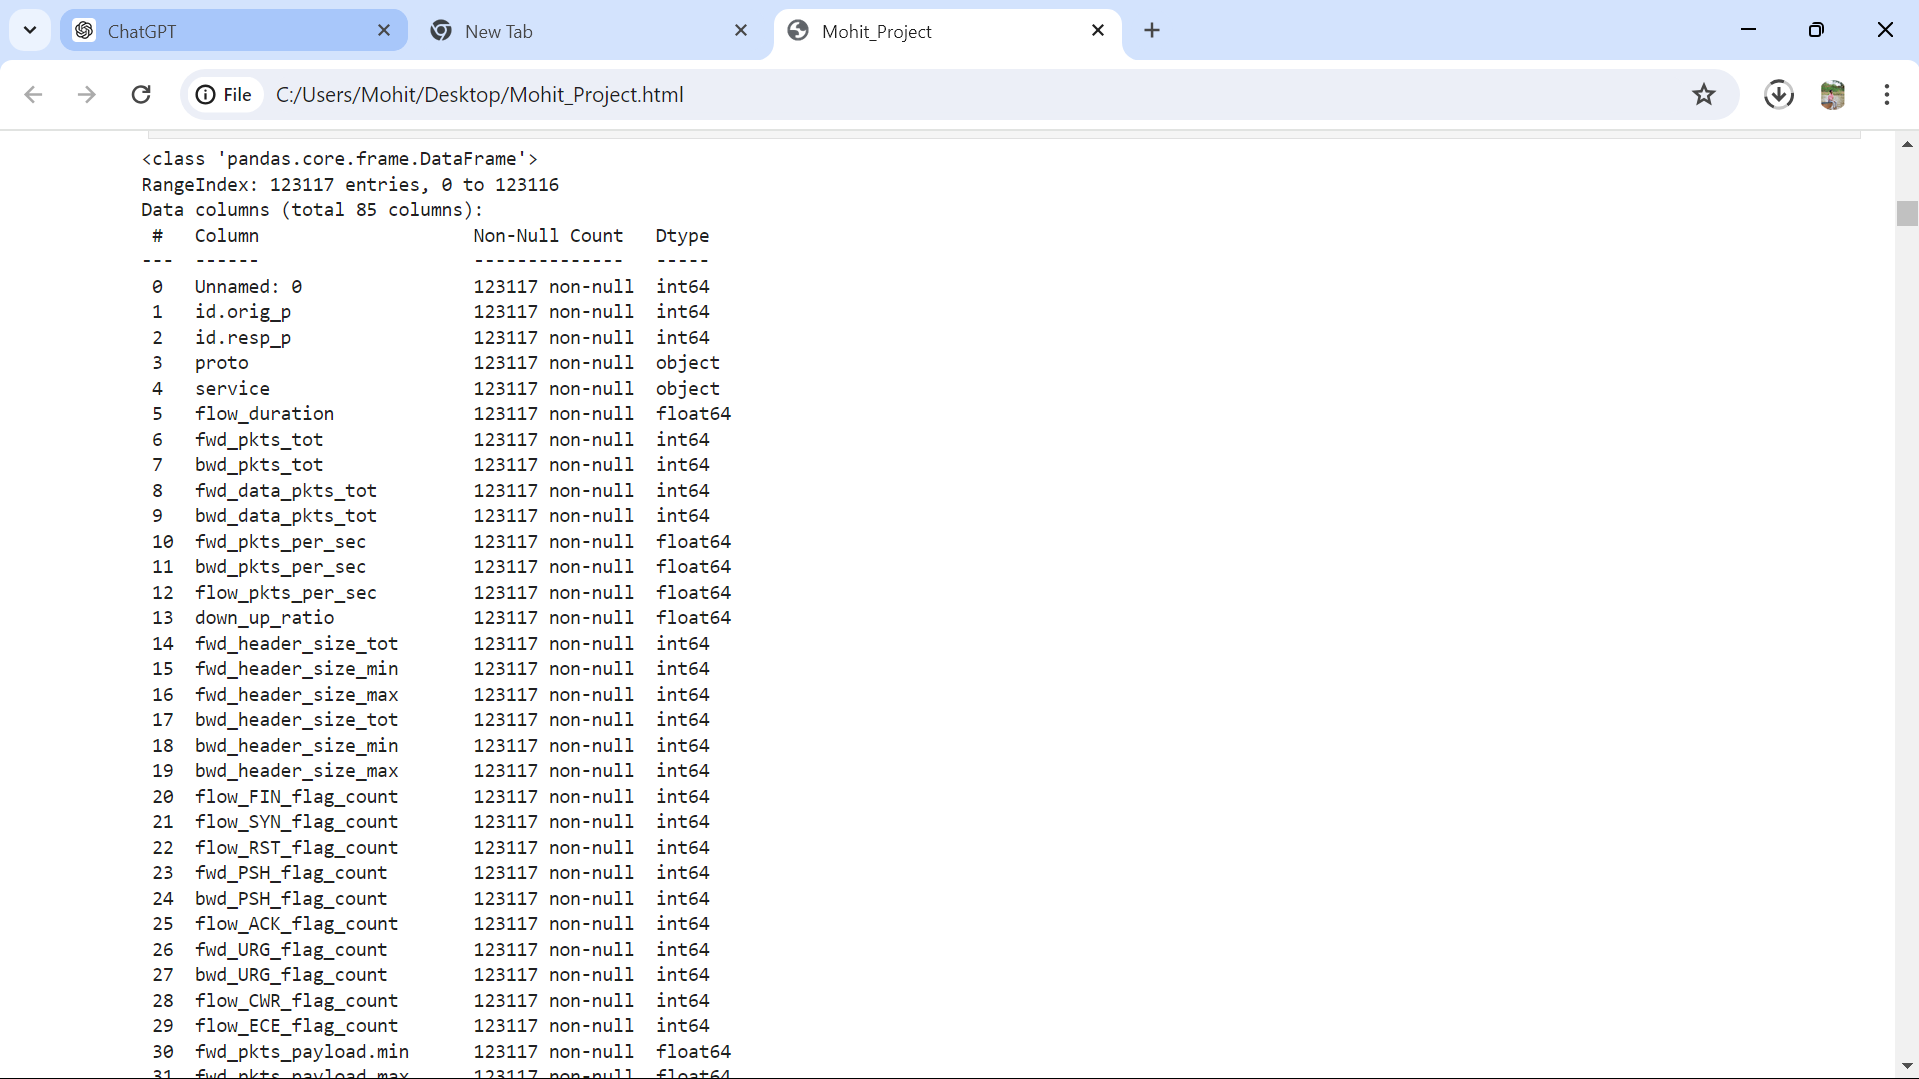 ChatGPT
New Tab
Mohit_Project
File
C:/Users/Mohit/Desktop/Mohit_Project.html
<class 'pandas.core.frame.DataFrame'>
RangeIndex: 123117 entries, 0 to 123116
Data columns (total 85 columns):
# Column Non-Null Count Dtype
--- ------ -------------- -----
0 Unnamed: 0 123117 non-null int64
1 id.orig_p 123117 non-null int64
2 id.resp_p 123117 non-null int64
3 proto 123117 non-null object
4 service 123117 non-null object
5 flow_duration 123117 non-null float64
6 fwd_pkts_tot 123117 non-null int64
7 bwd_pkts_tot 123117 non-null int64
8 fwd_data_pkts_tot 123117 non-null int64
9 bwd_data_pkts_tot 123117 non-null int64
10 fwd_pkts_per_sec 123117 non-null float64
11 bwd_pkts_per_sec 123117 non-null float64
12 flow_pkts_per_sec 123117 non-null float64
13 down_up_ratio 123117 non-null float64
14 fwd_header_size_tot 123117 non-null int64
15 fwd_header_size_min 123117 non-null int64
16 fwd_header_size_max 123117 non-null int64
17 bwd_header_size_tot 123117 non-null int64
18 bwd_header_size_min 123117 non-null int64
19 bwd_header_size_max 123117 non-null int64
20 flow_FIN_flag_count 123117 non-null int64
21 flow_SYN_flag_count 123117 non-null int64
22 flow_RST_flag_count 123117 non-null int64
23 fwd_PSH_flag_count 123117 non-null int64
24 bwd_PSH_flag_count 123117 non-null int64
25 flow_ACK_flag_count 123117 non-null int64
26 fwd_URG_flag_count 123117 non-null int64
27 bwd_URG_flag_count 123117 non-null int64
28 flow_CWR_flag_count 123117 non-null int64
29 flow_ECE_flag_count 123117 non-null int64
30 fwd_pkts_payload.min 123117 non-null float64
31 fwd_pkts_payload.max 123117 non-null float64